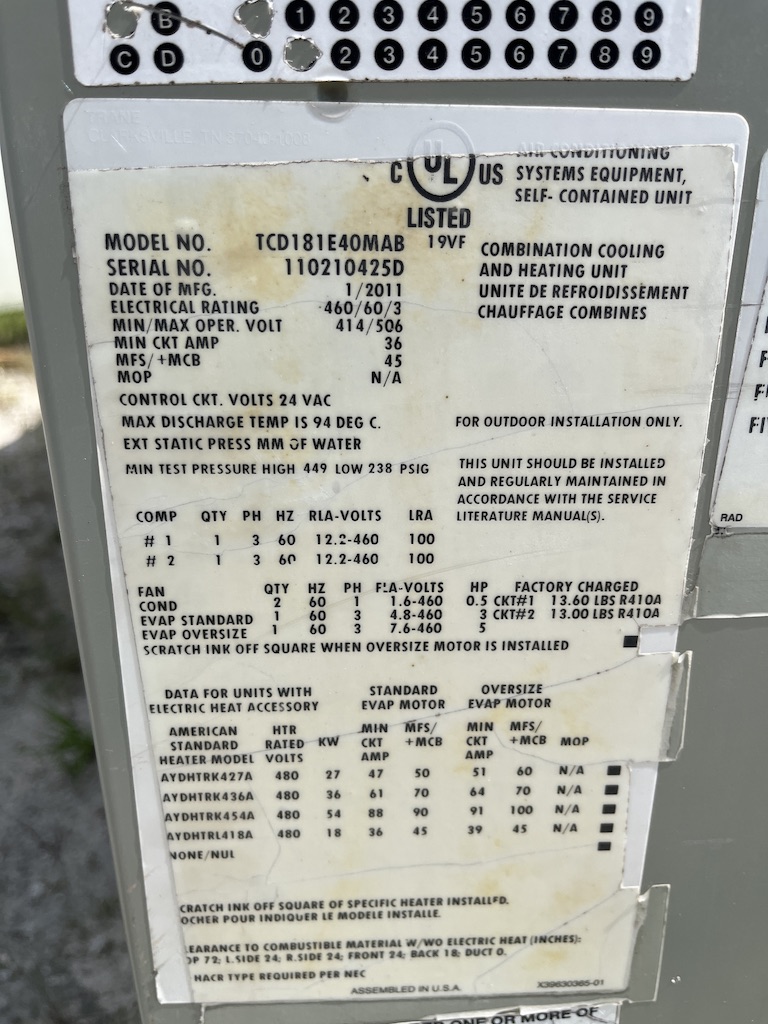 B 1 2 3 4 5 6 7 8 9
C D 0 2 3 4 5 6 7 8 9
TRANE
C UL US
LISTED
19VF
AIR CONDITIONING
SYSTEMS EQUIPMENT,
SELF- CONTAINED UNIT
MODEL NO. TCD181E40MAB
SERIAL NO. 110210425D
DATE OF MFG. 1/2011
ELECTRICAL RATING 460/60/3
MIN/MAX OPER. VOLT 414/506
MIN CKT AMP 36
MFS/+MCB 45
MOP N/A
COMBINATION COOLING
AND HEATING UNIT
UNITE DE REFROIDISSEMENT
CHAUFFAGE COMBINES
CONTROL CKT. VOLTS 24 VAC
MAX DISCHARGE TEMP IS 94 DEG C.
EXT STATIC PRESS MM OF WATER
MIN TEST PRESSURE HIGH 449 LOW 238 PSIG
FOR OUTDOOR INSTALLATION ONLY.
THIS UNIT SHOULD BE INSTALLED
AND REGULARLY MAINTAINED IN
ACCORDANCE WITH THE SERVICE
LITERATURE MANUAL(S).
COMP QTY PH HZ RLA-VOLTS LRA
# 1 1 3 60 12.2-460 100
# 2 1 3 60 12.2-460 100
FAN QTY HZ PH FLA-VOLTS HP FACTORY CHARGED
COND 2 60 1 1.6-460 0.5 CKT#1 13.60 LBS R410A
EVAP STANDARD 1 60 3 4.8-460 3 CKT#2 13.00 LBS R410A
EVAP OVERSIZE 1 60 3 7.6-460 5
SCRATCH INK OFF SQUARE WHEN OVERSIZE MOTOR IS INSTALLED
DATA FOR UNITS WITH STANDARD OVERSIZE
ELECTRIC HEAT ACCESSORY EVAP MOTOR EVAP MOTOR
AMERICAN HTR MIN MFS/ MIN MFS/
STANDARD RATED KW CKT +MCB CKT +MCB MOP
HEATER MODEL VOLTS AMP AMP
AYDHTRK427A 480 27 47 50 51 60 N/A
AYDHTRK436A 480 36 61 70 64 70 N/A
AYDHTRK454A 480 54 88 90 91 100 N/A
AYDHTRL418A 480 18 36 45 39 45 N/A
NONE/NUL
CRATCH INK OFF SQUARE OF SPECIFIC HEATER INSTALLED.
OCHER POUR INDIQUER LE MODELE INSTALLE.
LEARANCE TO COMBUSTIBLE MATERIAL W/WO ELECTRIC HEAT (INCHES):
OP 72; L.SIDE 24; R.SIDE 24; FRONT 24; BACK 18; DUCT 0.
HACR TYPE REQUIRED PER NEC
ASSEMBLED IN U.S.A. X39630365-01
RAD
ONE OR MORE OF